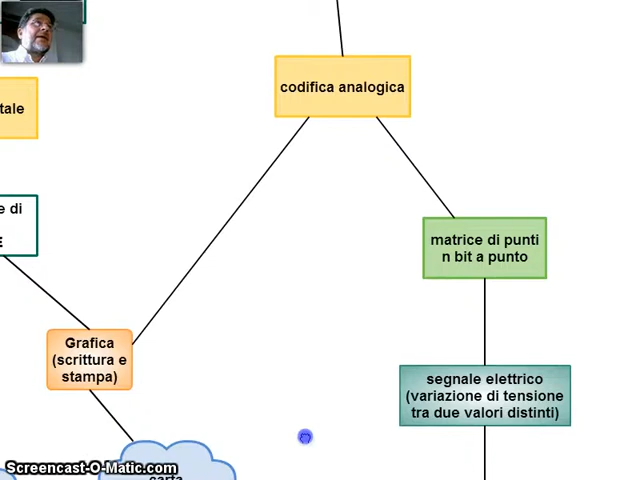 codifica analogica
tale
e di
E
matrice di punti
n bit a punto
Grafica
(scrittura e
stampa)
segnale elettrico
(variazione di tensione
tra due valori distinti)
carta
Screencast-O-Matic.com